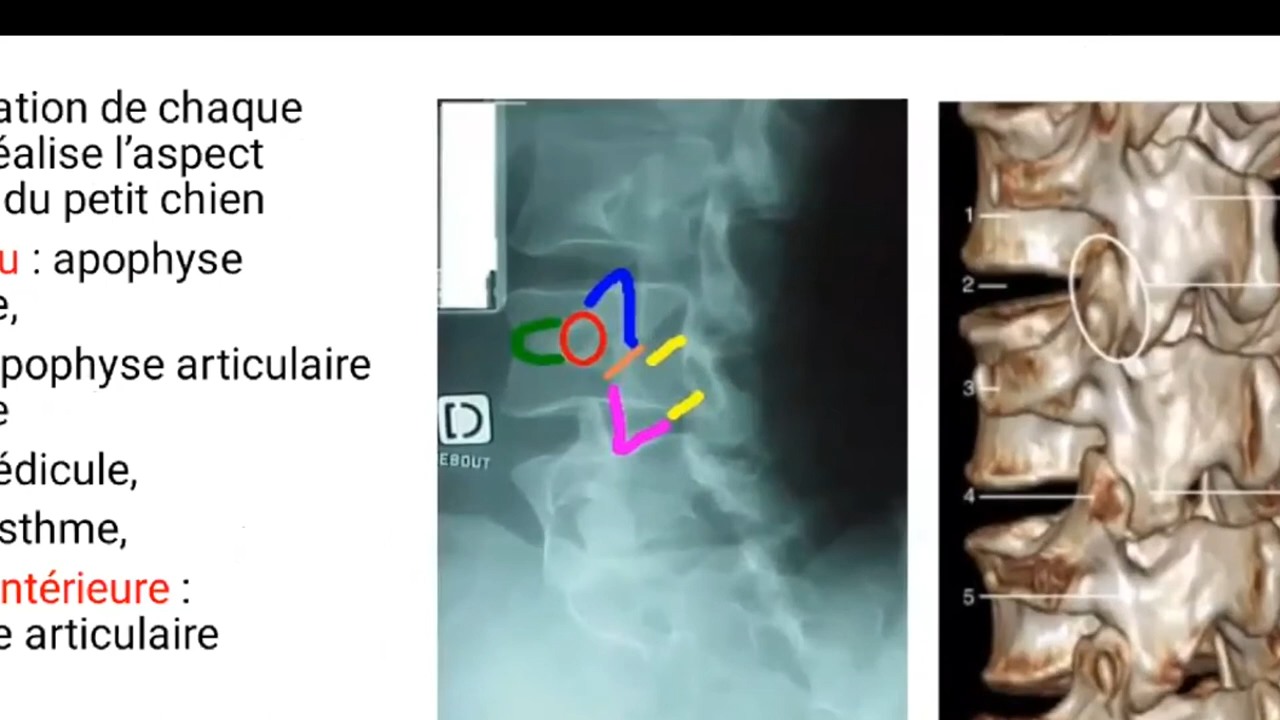 ation de chaque
éalise l’aspect
du petit chien
u : apophyse
e,
pophyse articulaire
e
édicule,
sthme,
ntérieure :
e articulaire
D
EBOUT
1
2
3
4
5